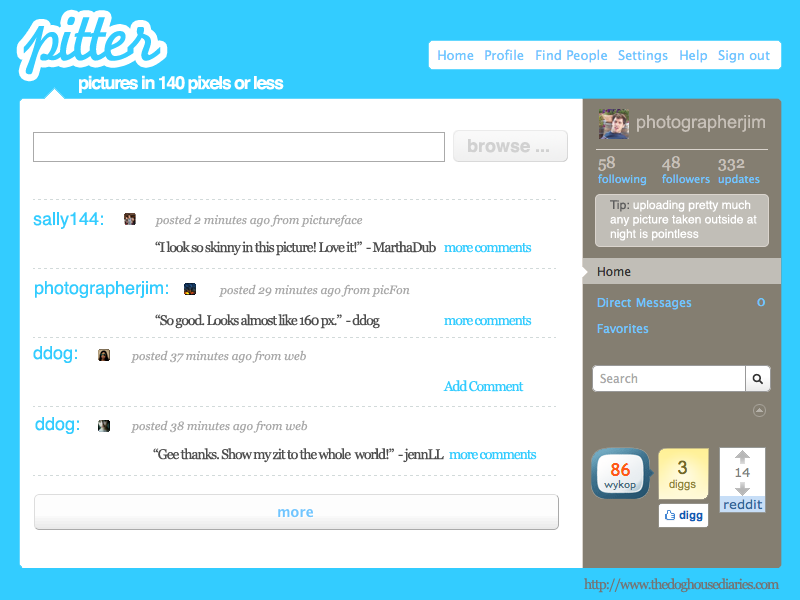 pitter
pictures in 140 pixels or less
Home Profile Find People Settings Help Sign out
browse ...
sally144: posted 2 minutes ago from pictureface
“I look so skinny in this picture! Love it!” - MarthaDub more comments
photographerjim: posted 29 minutes ago from picFon
“So good. Looks almost like 160 px.” - ddog more comments
ddog: posted 37 minutes ago from web
Add Comment
ddog: posted 38 minutes ago from web
“Gee thanks. Show my zit to the whole world!” - jennLL more comments
more
photographerjim
58 48 332
following followers updates
Tip: uploading pretty much
any picture taken outside at
night is pointless
Home
Direct Messages 0
Favorites
Search
86
wykop
3
diggs
digg
14
reddit
http://www.thedoghousediaries.com